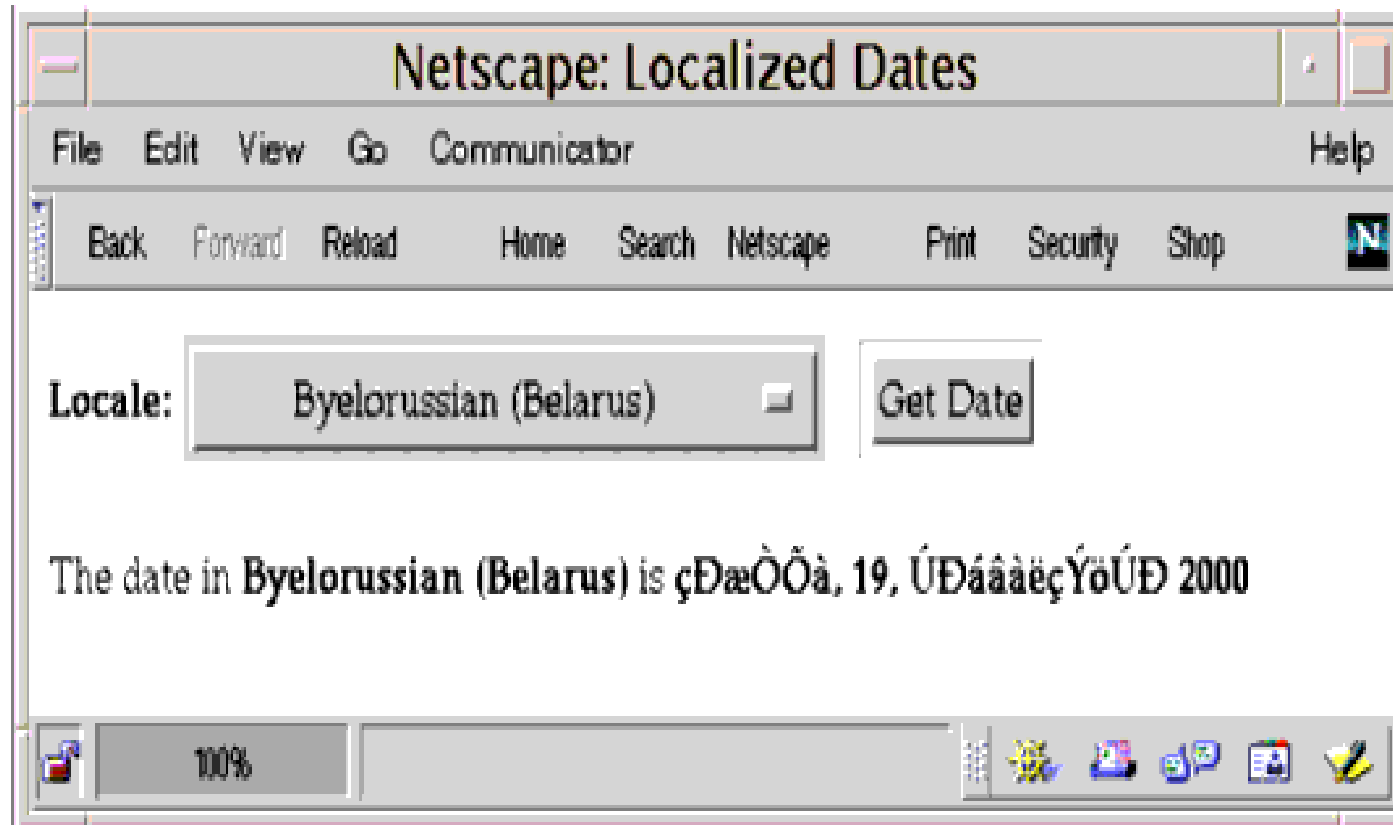 Netscape: Localized Dates
File Edit View Go Communicator Help
Back Forward Reload Home Search Netscape Print Security Shop N
Locale: Byelorussian (Belarus) Get Date
The date in Byelorussian (Belarus) is çÐæÒÕà, 19, ÚÐáâàëçÝöÚÐ 2000
100%